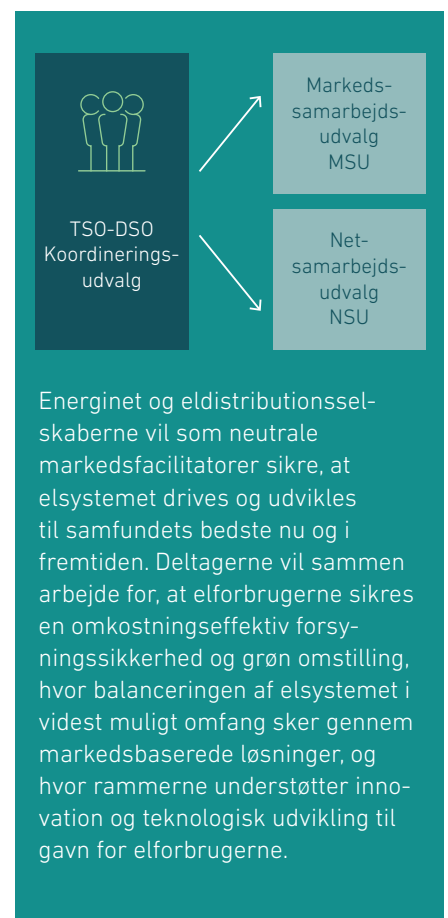 TSO-DSO
Koordinerings-
udvalg
Markeds-
samarbejds-
udvalg
MSU
Net-
samarbejds-
udvalg
NSU
Energinet og eldistributionssel-
skaberne vil som neutrale
markedsfacilitatorer sikre, at
elsystemet drives og udvikles
til samfundets bedste nu og i
fremtiden. Deltagerne vil sammen
arbejde for, at elforbrugerne sikres
en omkostningseffektiv forsy-
ningssikkerhed og grøn omstilling,
hvor balanceringen af elsystemet i
videst muligt omfang sker gennem
markedsbaserede løsninger, og
hvor rammerne understøtter inno-
vation og teknologisk udvikling til
gavn for elforbrugerne.